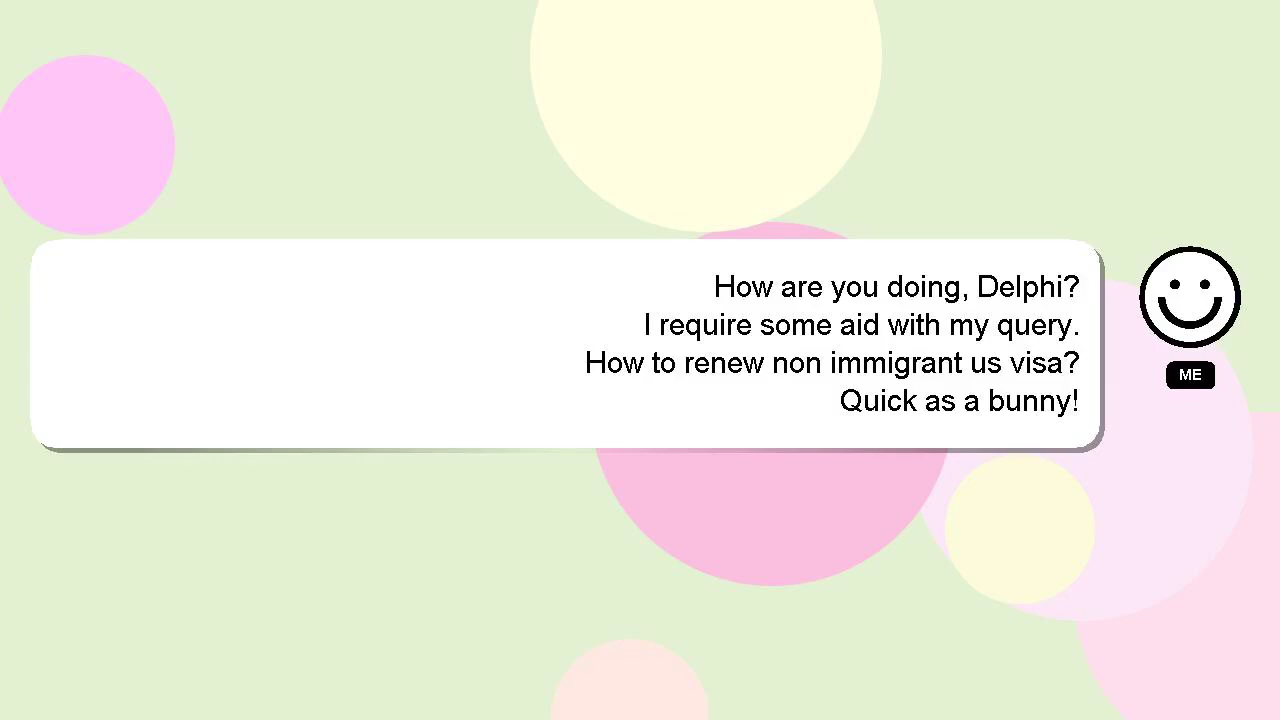 How are you doing, Delphi?
I require some aid with my query.
How to renew non immigrant us visa?
Quick as a bunny!
ME